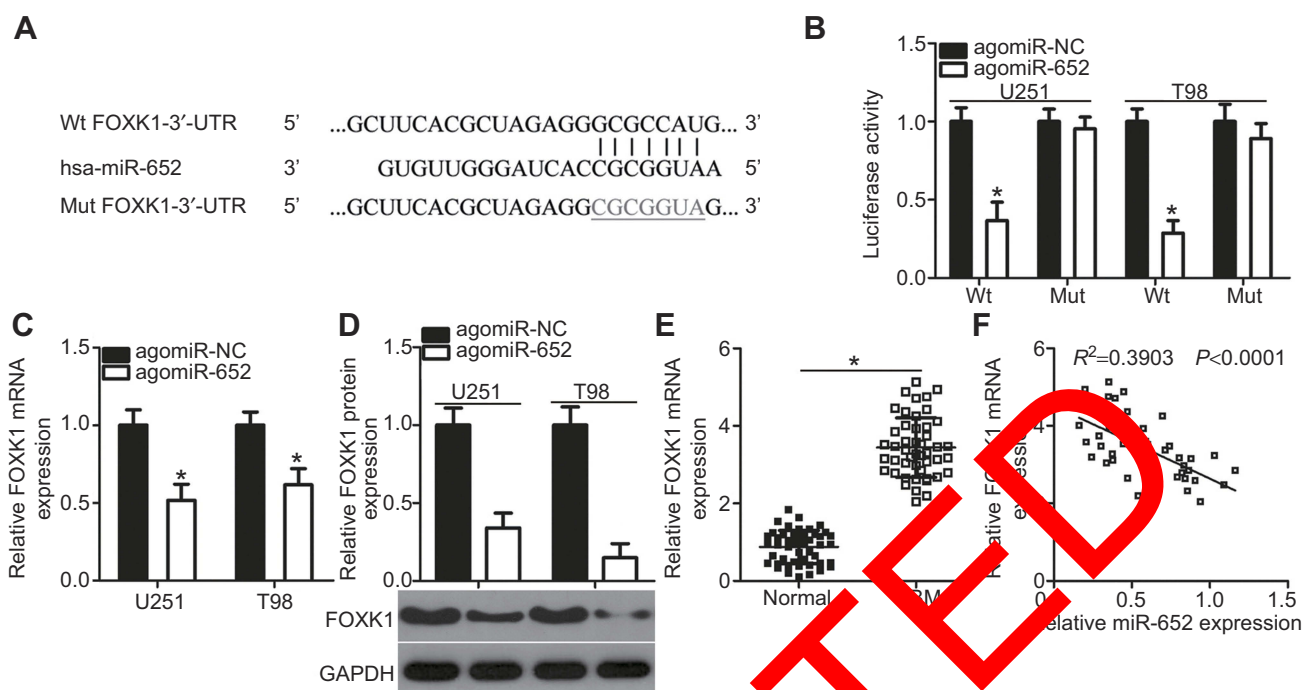 A
Wt FOXK1-3′-UTR 5’ ...GCUUCACGCUAGAGGGCGCCAUG... 3’
hsa-miR-652 3’ GUGUUGGGAUCACCGCGGUAA 5’
Mut FOXK1-3′-UTR 5’ ...GCUUCACGCUAGAGGCGCGGUAG... 3’
B
agomiR-NC
agomiR-652
U251 T98
Luciferase activity
1.5
1.0
0.5
0.0
* *
Wt Mut Wt Mut
C
agomiR-NC
agomiR-652
Relative FOXK1 mRNA
expression
1.5
1.0
0.5
0.0
* *
U251 T98
D
agomiR-NC
agomiR-652
U251 T98
Relative FOXK1 protein
expression
1.5
1.0
0.5
0.0
FOXK1
GAPDH
E
Relative FOXK1 mRNA
expression
6
4
2
0
*
Normal
F
R²=0.3903 P<0.0001
FOXK1 mRNA
6
4
2
0
0.0 0.5 1.0 1.5
miR-652 expression
TED